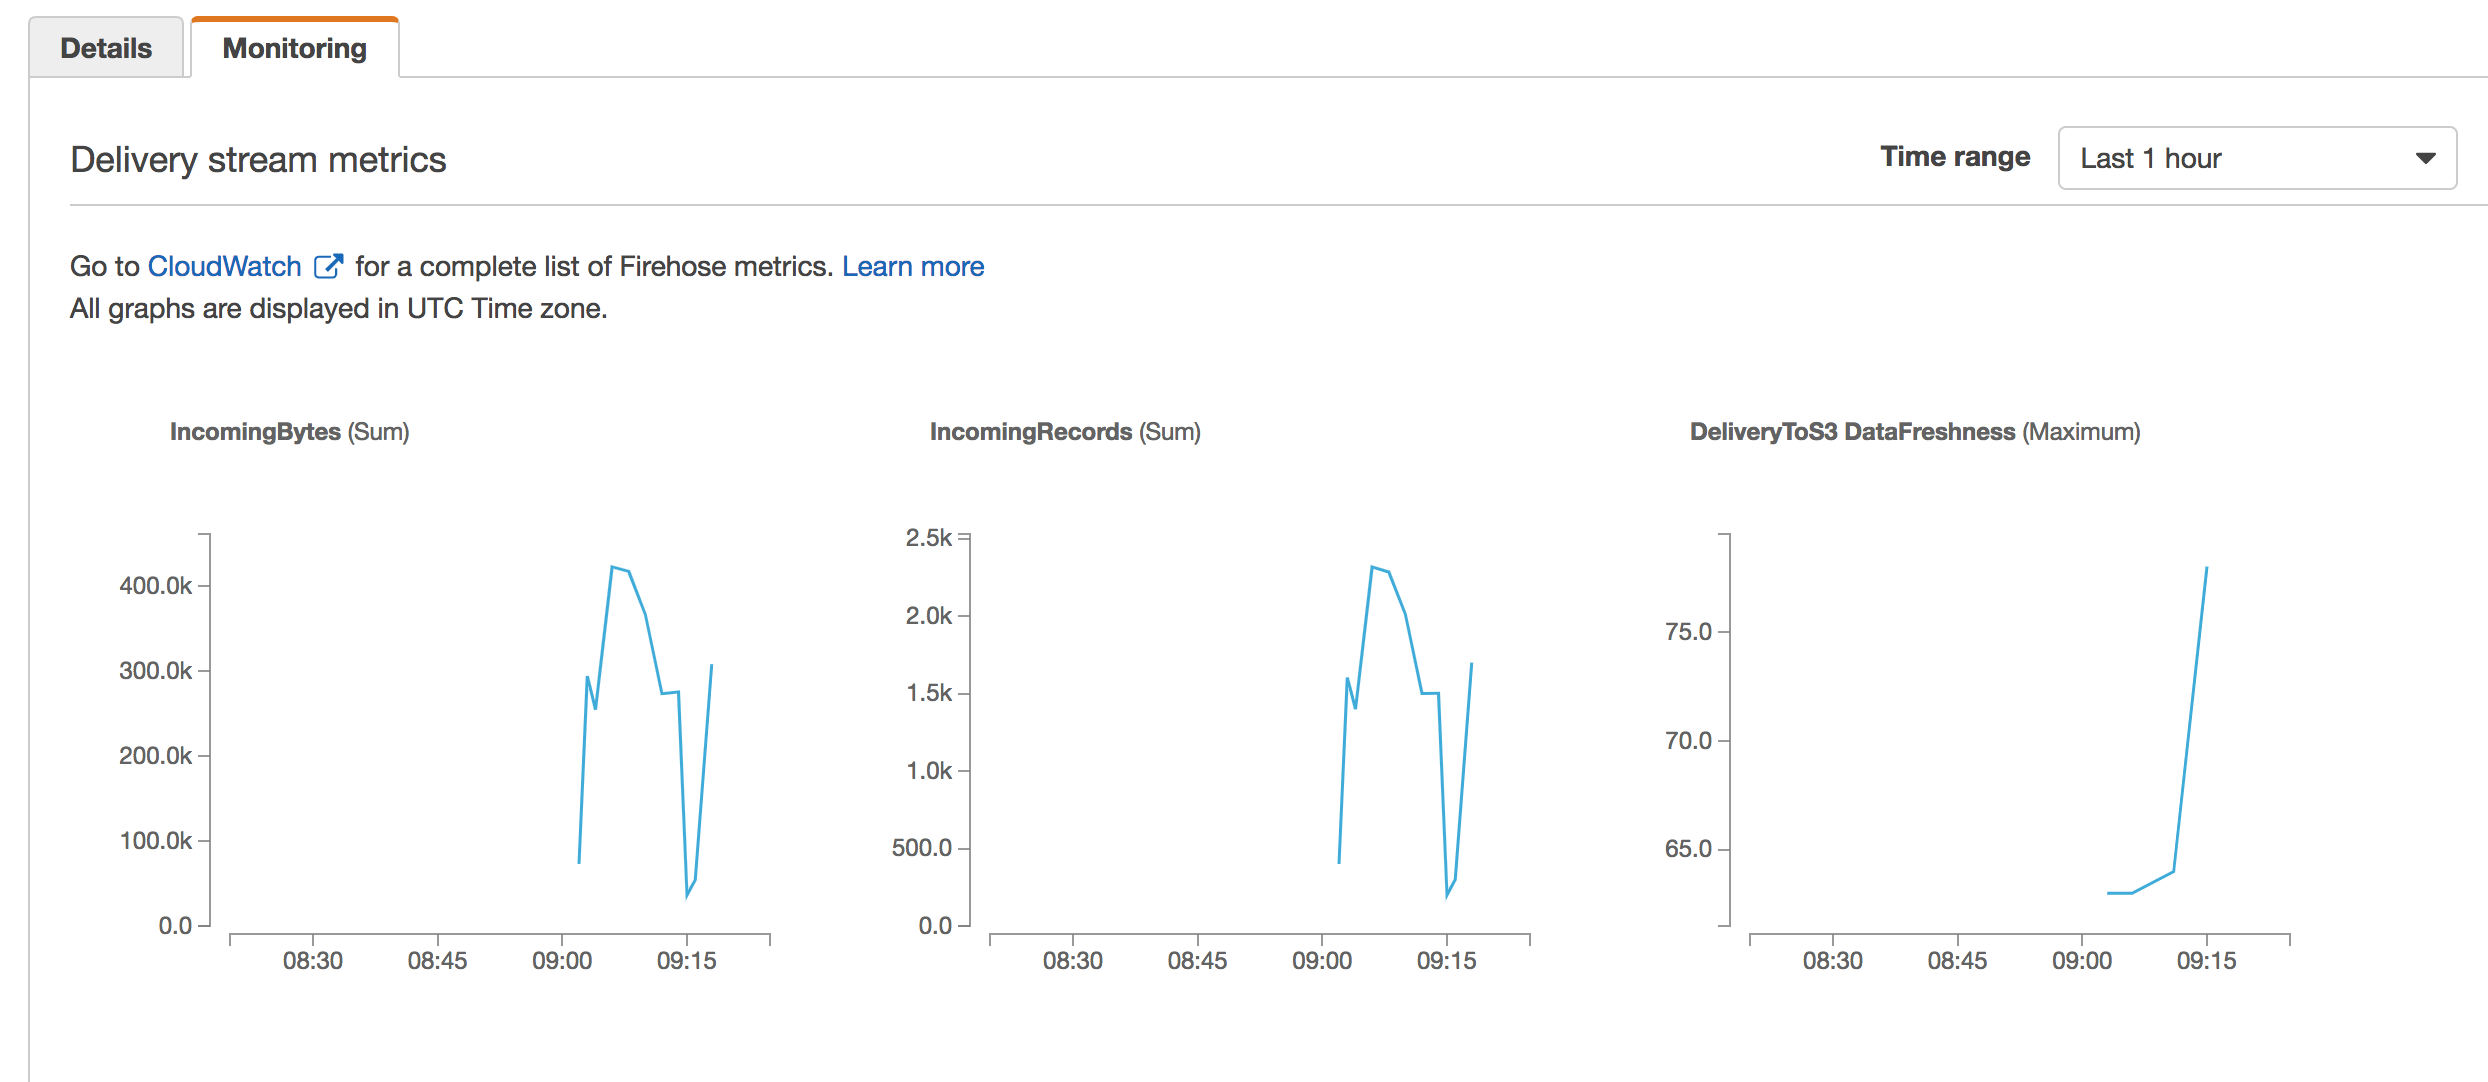 Details
Monitoring
Delivery stream metrics
Time range
Last 1 hour
Go to CloudWatch for a complete list of Firehose metrics. Learn more
All graphs are displayed in UTC Time zone.
IncomingBytes (Sum)
400.0k
300.0k
200.0k
100.0k
0.0
08:30 08:45 09:00 09:15
IncomingRecords (Sum)
2.5k
2.0k
1.5k
1.0k
500.0
0.0
08:30 08:45 09:00 09:15
DeliveryToS3 DataFreshness (Maximum)
75.0
70.0
65.0
08:30 08:45 09:00 09:15